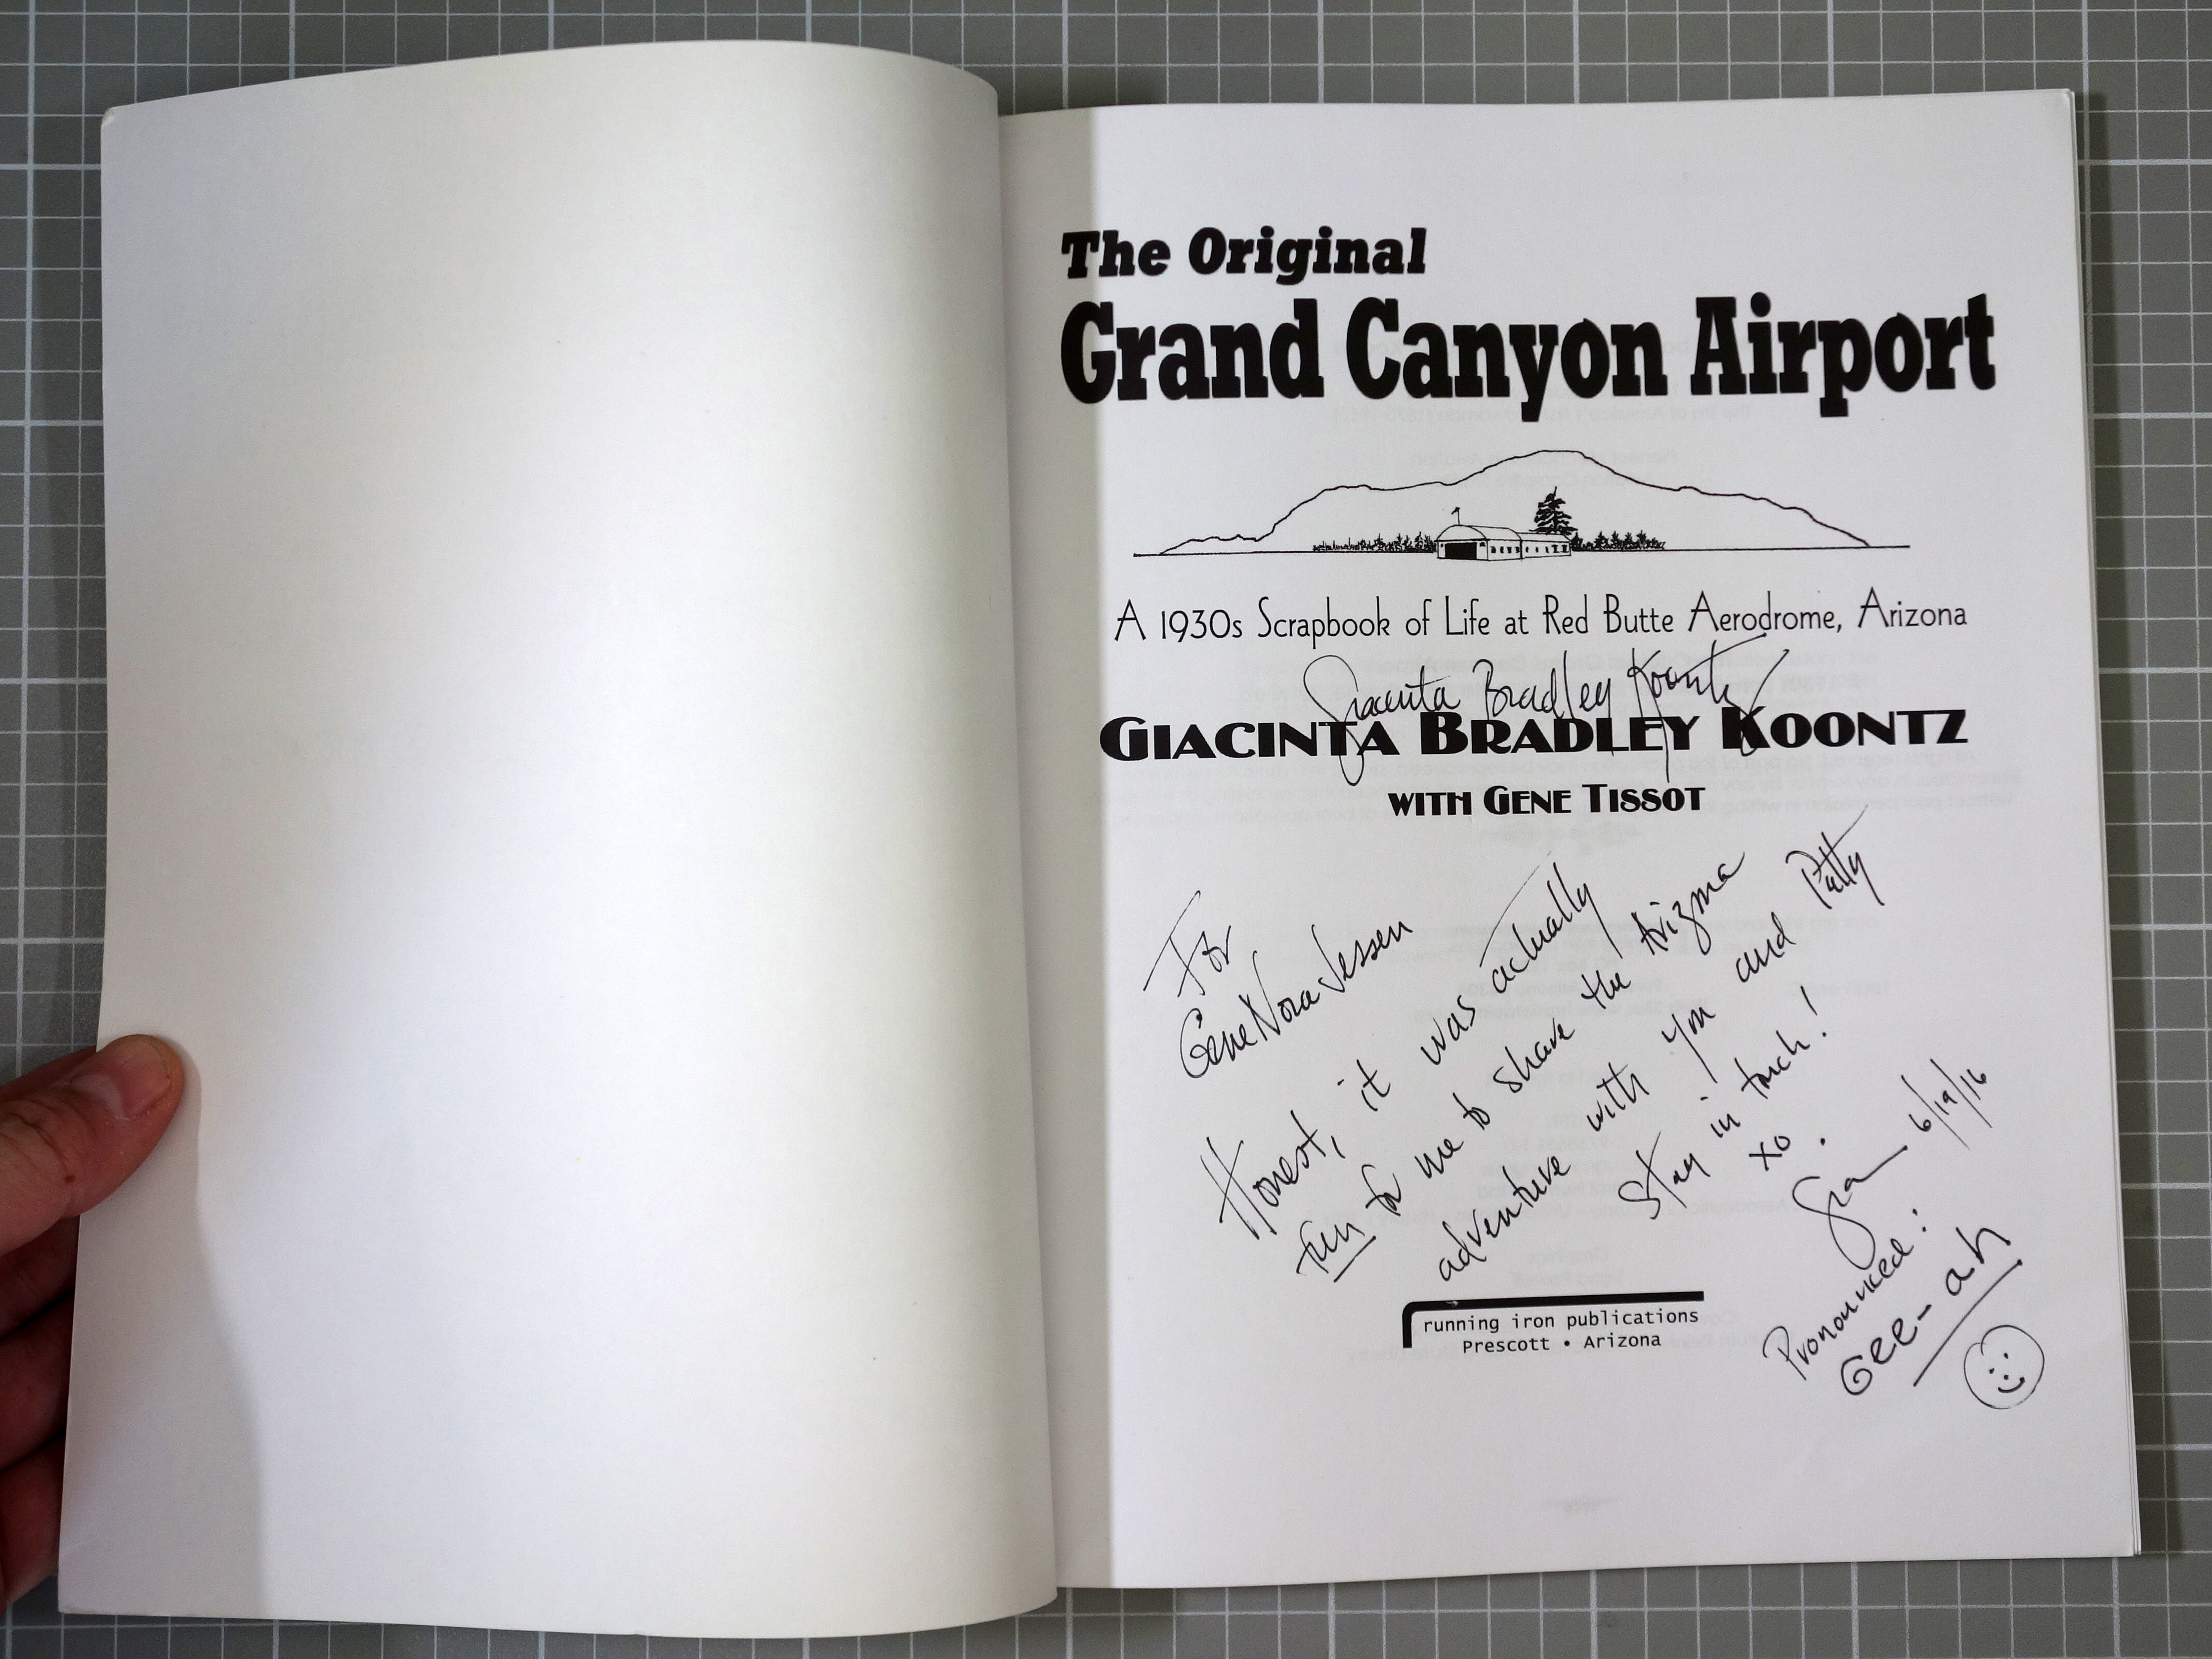 The Original
Grand Canyon Airport
A 1930s Scrapbook of Life at Red Butte Aerodrome, Arizona
Giacinta Bradley Koontz
GIACINTA BRADLEY KOONTZ
WITH GENE TISSOT
For
GeneNora Jessen
Honest, it was actually
fun for me to share the Arizona
adventure with you and Patty
Stay in touch!
xo.
Gia 6/19/16
Pronounced:
Gee-ah
running iron publications
Prescott • Arizona